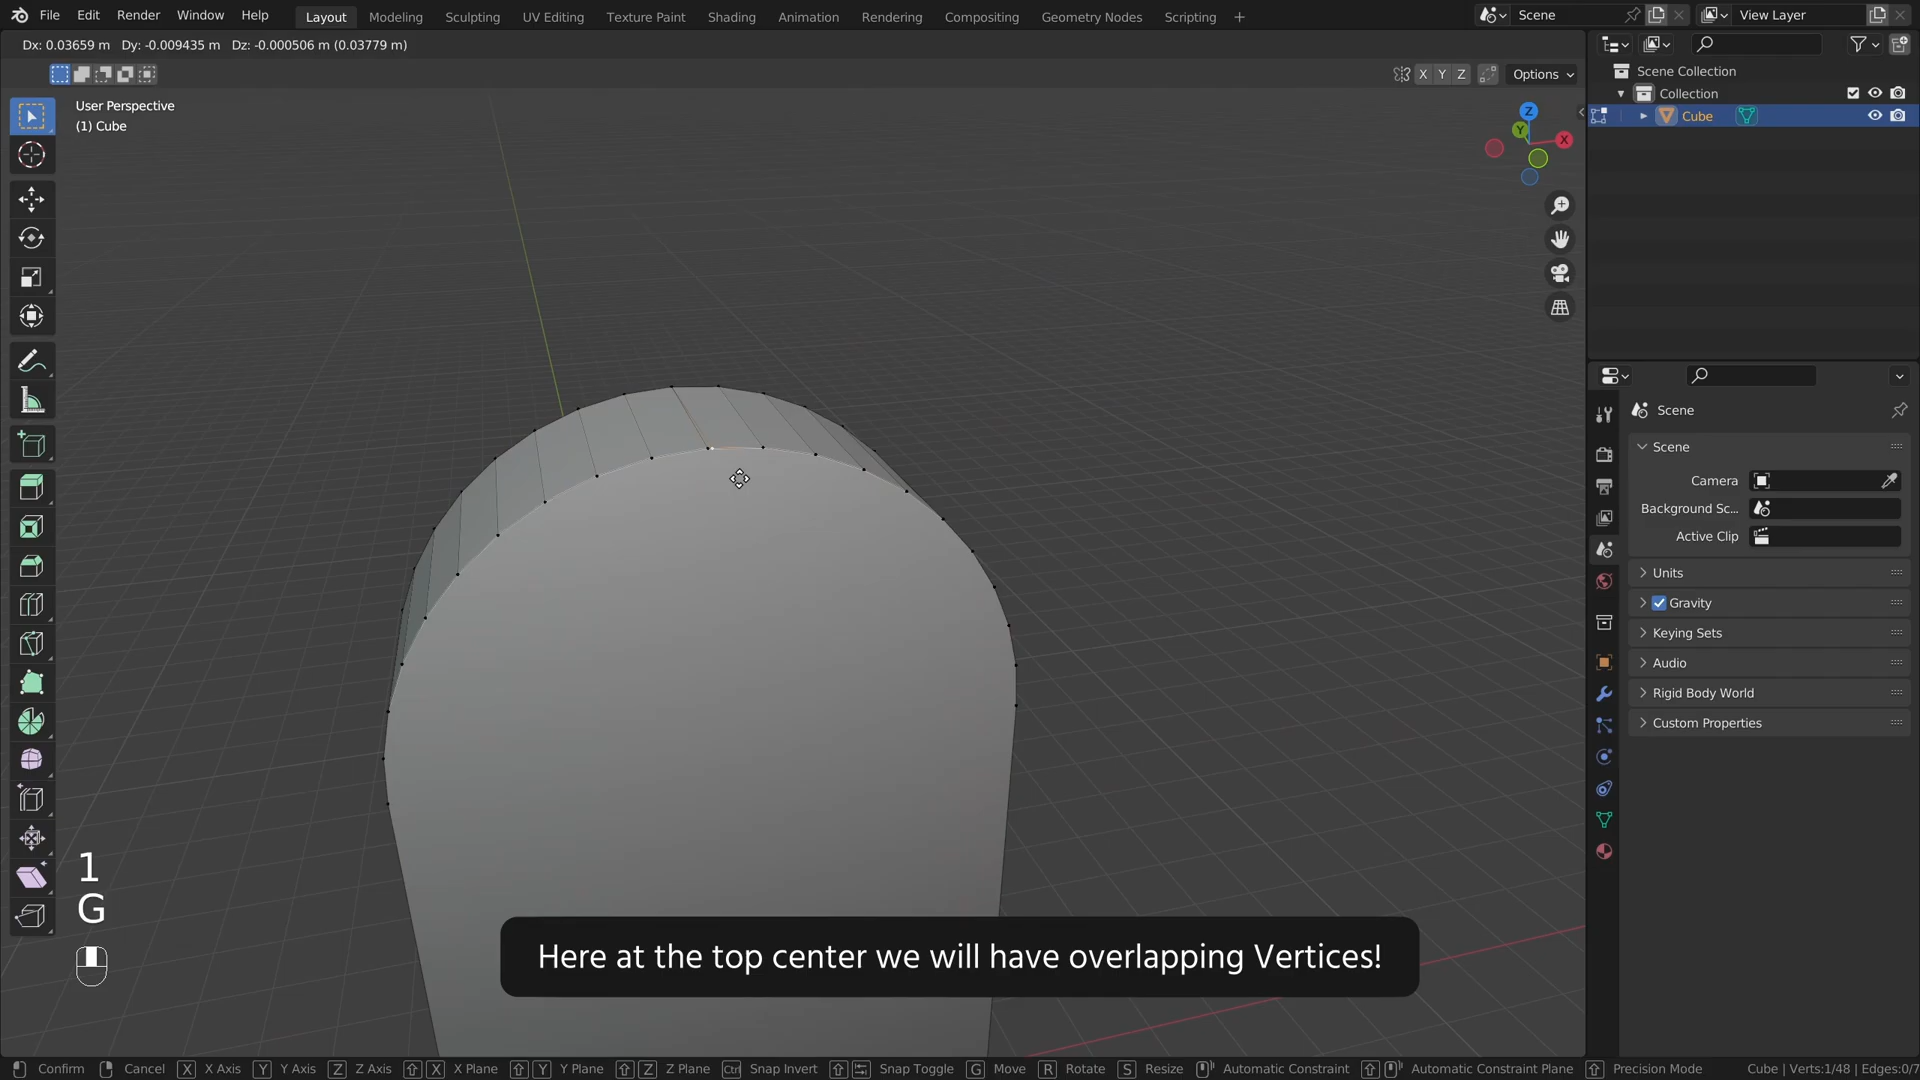 File Edit Render Window Help Layout Modeling Sculpting UV Editing Texture Paint Shading Animation Rendering Compositing Geometry Nodes Scripting + Scene View Layer
Dx: 0.03659 m Dy: -0.009435 m Dz: -0.000506 m (0.03779 m)
X Y Z Options
User Perspective
(1) Cube
Z
Y
X
Scene Collection
Collection
Cube
Scene
Scene
Camera
Background Sc...
Active Clip
Units
Gravity
Keying Sets
Audio
Rigid Body World
Custom Properties
1
G
Here at the top center we will have overlapping Vertices!
Confirm Cancel X X Axis Y Y Axis Z Z Axis X X Plane Y Y Plane Z Z Plane Ctrl Snap Invert Snap Toggle G Move R Rotate S Resize Automatic Constraint Automatic Constraint Plane Precision Mode Cube | Verts:1/48 | Edges:0/7